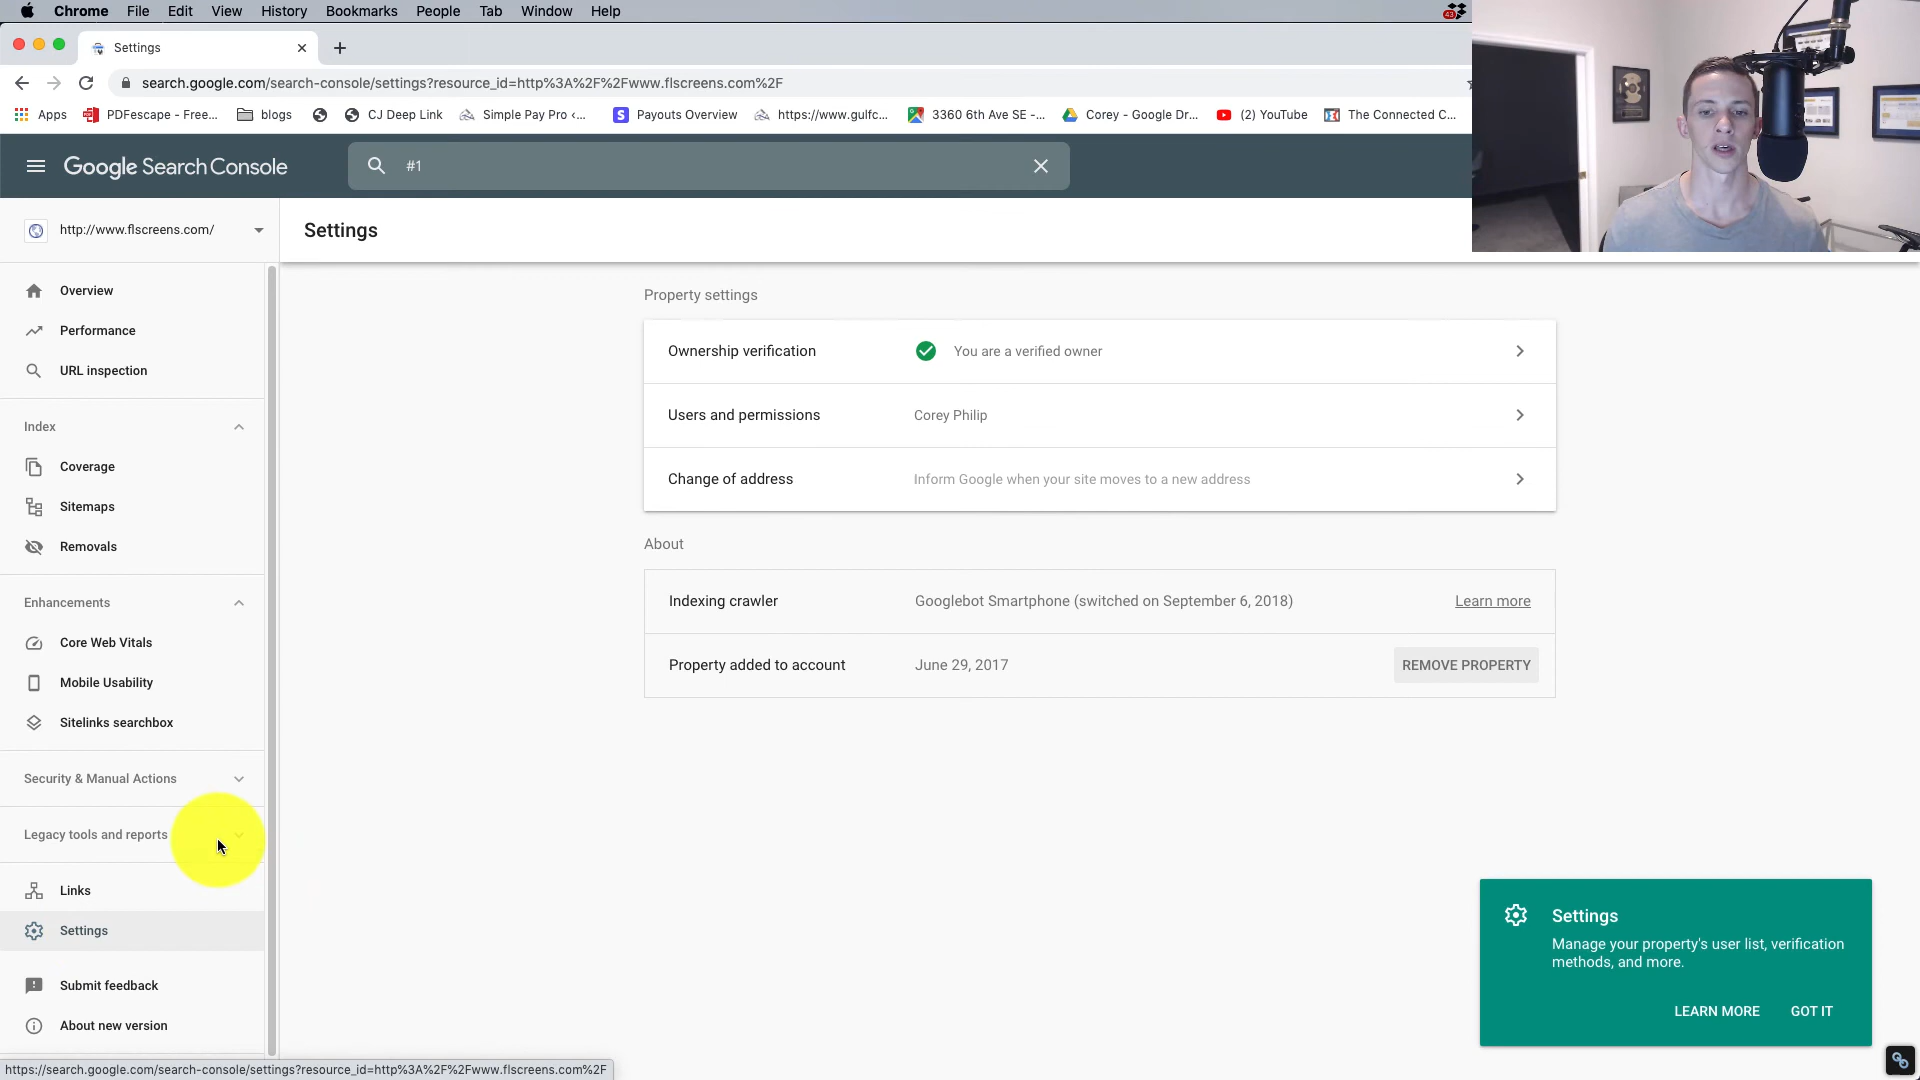 Chrome File Edit View History Bookmarks People Tab Window Help
43
Settings
search.google.com/search-console/settings?resource_id=http%3A%2F%2Fwww.flscreens.com%2F
Apps PDFescape - Free... blogs CJ Deep Link Simple Pay Pro ‹... Payouts Overview https://www.gulfc... 3360 6th Ave SE -... Corey - Google Dr... (2) YouTube The Connected C...
Google Search Console
#1
http://www.flscreens.com/
Settings
Overview
Performance
URL inspection
Index
Coverage
Sitemaps
Removals
Enhancements
Core Web Vitals
Mobile Usability
Sitelinks searchbox
Security & Manual Actions
Legacy tools and reports
Links
Settings
Submit feedback
About new version
Property settings
Ownership verification You are a verified owner
Users and permissions Corey Philip
Change of address Inform Google when your site moves to a new address
About
Indexing crawler Googlebot Smartphone (switched on September 6, 2018) Learn more
Property added to account June 29, 2017 REMOVE PROPERTY
Settings
Manage your property's user list, verification
methods, and more.
LEARN MORE GOT IT
https://search.google.com/search-console/settings?resource_id=http%3A%2F%2Fwww.flscreens.com%2F